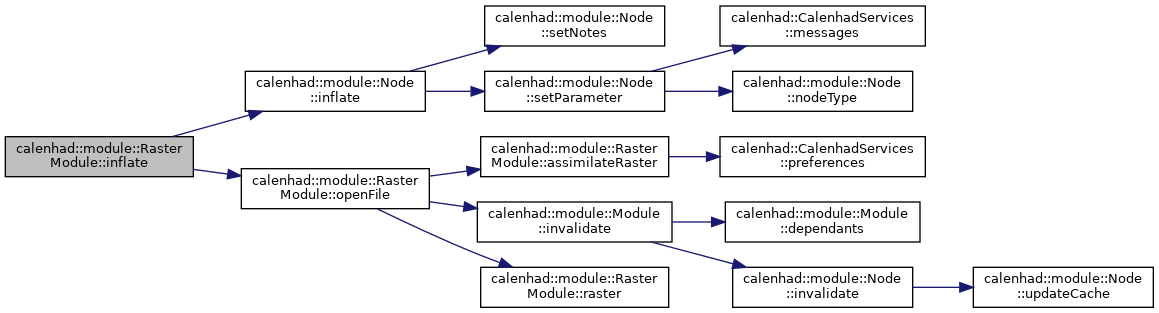 calenhad::module::Raster
Module::inflate
calenhad::module::Node
::inflate
calenhad::module::Node
::setNotes
calenhad::module::Node
::setParameter
calenhad::CalenhadServices
::messages
calenhad::module::Node
::nodeType
calenhad::module::Raster
Module::openFile
calenhad::module::Raster
Module::assimilateRaster
calenhad::CalenhadServices
::preferences
calenhad::module::Module
::invalidate
calenhad::module::Module
::dependants
calenhad::module::Node
::invalidate
calenhad::module::Node
::updateCache
calenhad::module::Raster
Module::raster